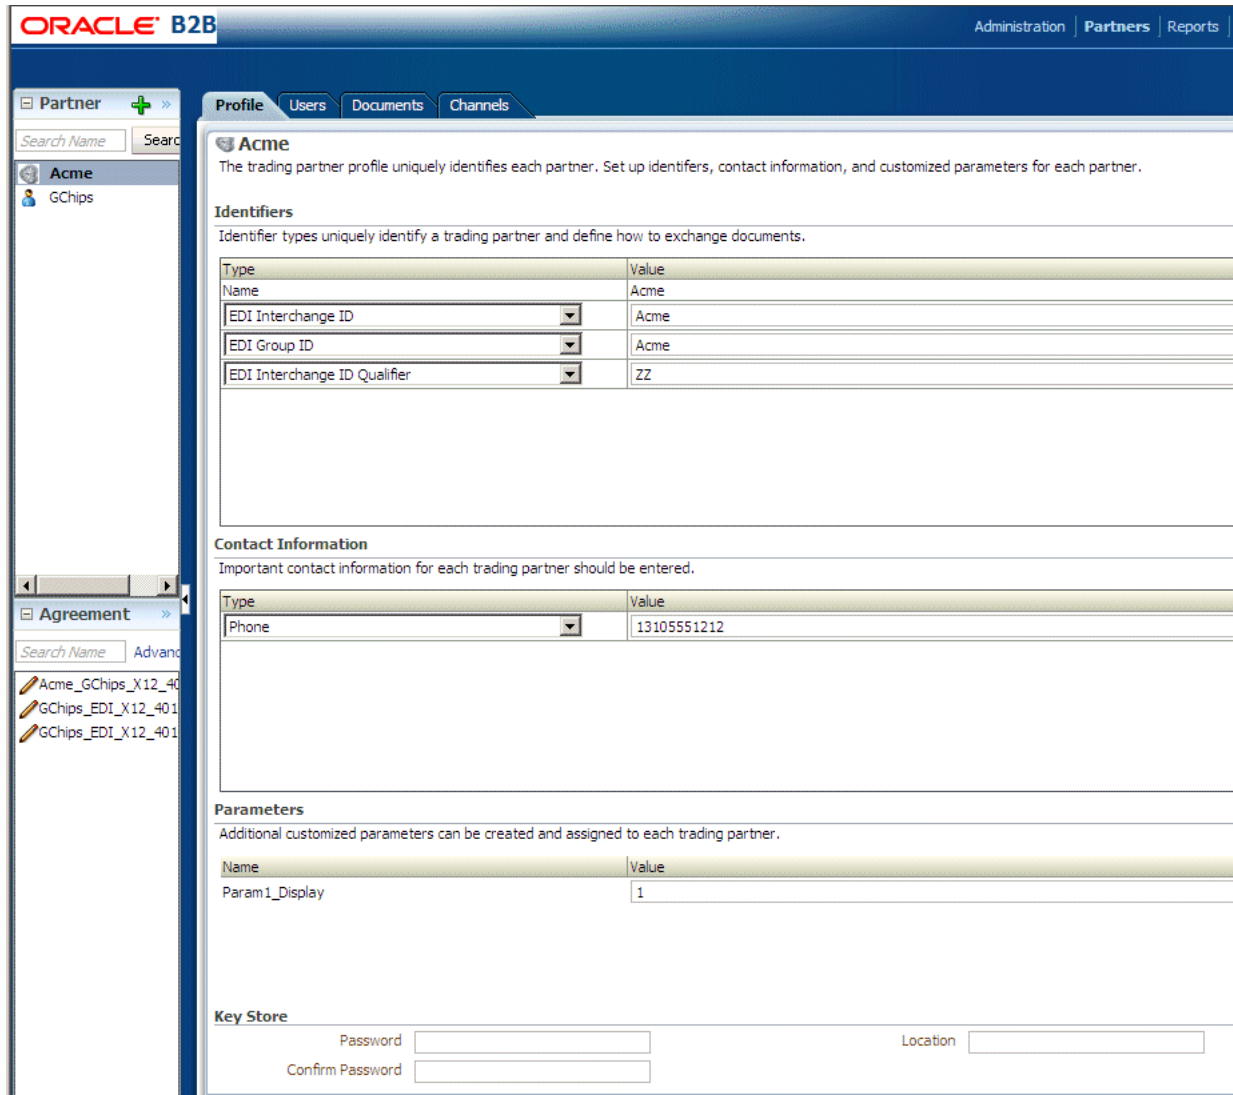 ORACLE B2B
Administration Partners Reports
Partner
Search Name Searc
Acme
GChips
Agreement
Search Name Advanc
Acme_GChips_X12_40
GChips_EDI_X12_401
GChips_EDI_X12_401
Profile Users Documents Channels
Acme
The trading partner profile uniquely identifies each partner. Set up identifers, contact information, and customized parameters for each partner.
Identifiers
Identifier types uniquely identify a trading partner and define how to exchange documents.
Type Value
Name Acme
EDI Interchange ID Acme
EDI Group ID Acme
EDI Interchange ID Qualifier ZZ
Contact Information
Important contact information for each trading partner should be entered.
Type Value
Phone 13105551212
Parameters
Additional customized parameters can be created and assigned to each trading partner.
Name Value
Param1_Display 1
Key Store
Password Location
Confirm Password